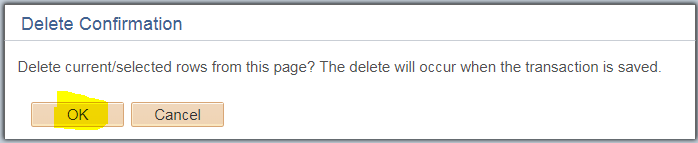 Delete Confirmation
Delete current/selected rows from this page? The delete will occur when the transaction is saved.
OK Cancel